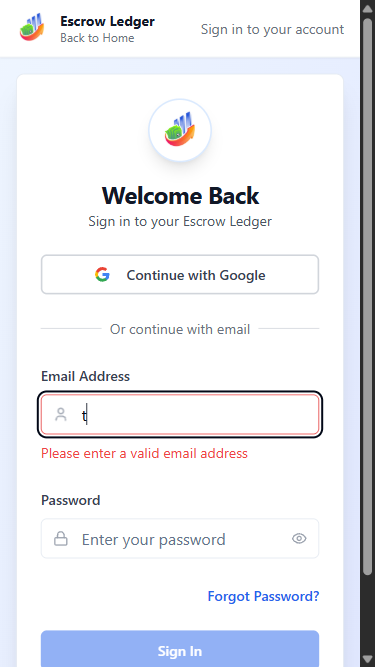 Escrow Ledger
Back to Home
Sign in to your account
Welcome Back
Sign in to your Escrow Ledger
Continue with Google
Or continue with email
Email Address
t
Please enter a valid email address
Password
Enter your password
Forgot Password?
Sign In